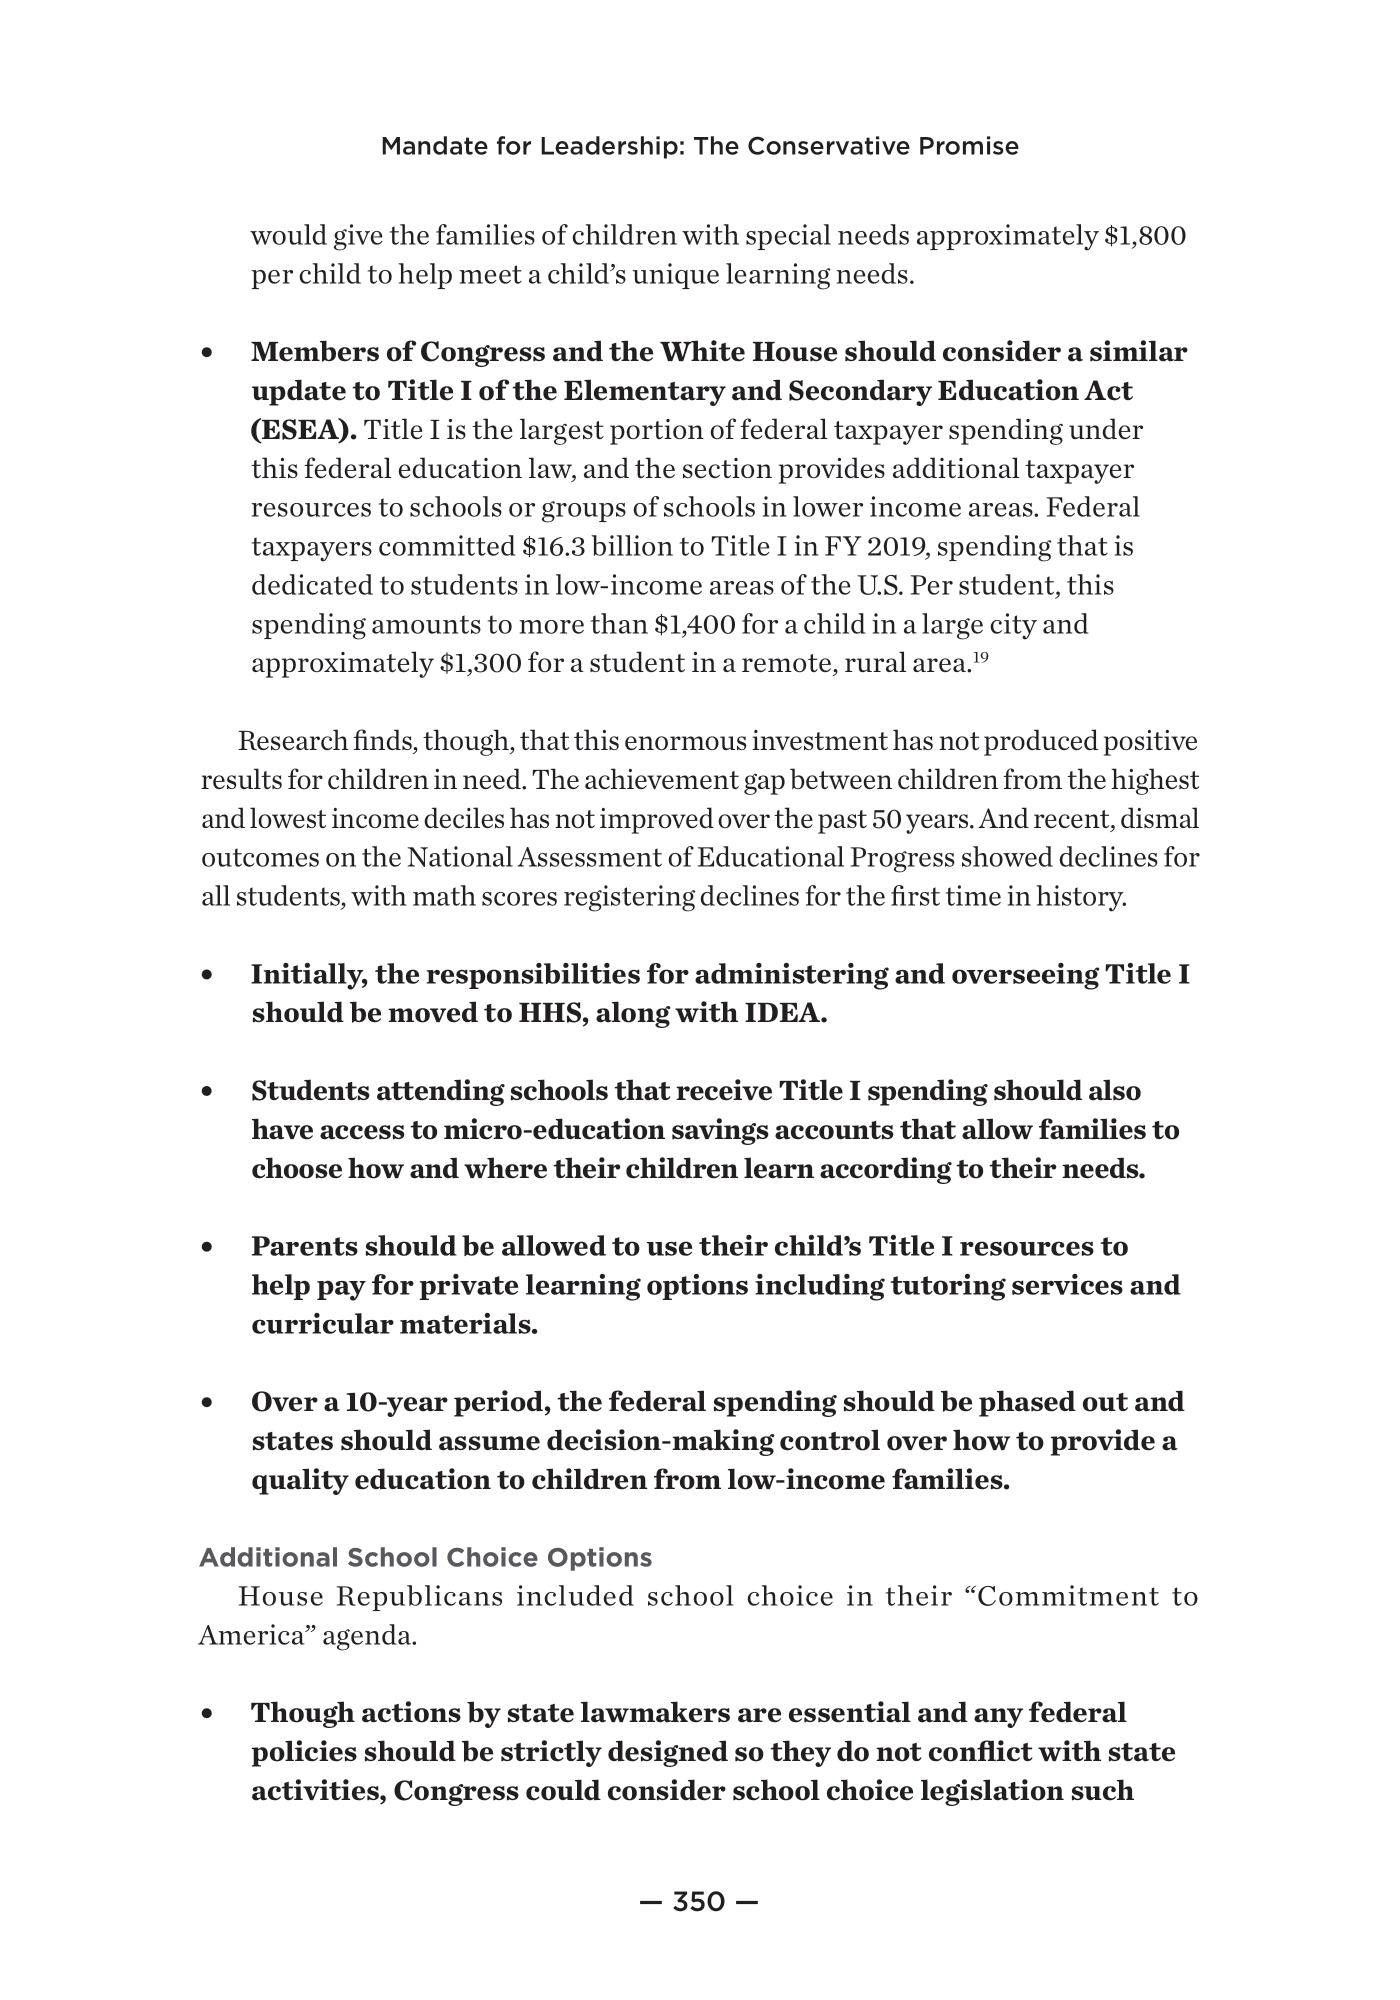 Mandate for Leadership: The Conservative Promise
would give the families of children with special needs approximately $1,800
per child to help meet a child’s unique learning needs.
• Members of Congress and the White House should consider a similar
update to Title I of the Elementary and Secondary Education Act
(ESEA). Title I is the largest portion of federal taxpayer spending under
this federal education law, and the section provides additional taxpayer
resources to schools or groups of schools in lower income areas. Federal
taxpayers committed $16.3 billion to Title I in FY 2019, spending that is
dedicated to students in low-income areas of the U.S. Per student, this
spending amounts to more than $1,400 for a child in a large city and
approximately $1,300 for a student in a remote, rural area.19
Research finds, though, that this enormous investment has not produced positive
results for children in need. The achievement gap between children from the highest
and lowest income deciles has not improved over the past 50 years. And recent, dismal
outcomes on the National Assessment of Educational Progress showed declines for
all students, with math scores registering declines for the first time in history.
• Initially, the responsibilities for administering and overseeing Title I
should be moved to HHS, along with IDEA.
• Students attending schools that receive Title I spending should also
have access to micro-education savings accounts that allow families to
choose how and where their children learn according to their needs.
• Parents should be allowed to use their child’s Title I resources to
help pay for private learning options including tutoring services and
curricular materials.
• Over a 10-year period, the federal spending should be phased out and
states should assume decision-making control over how to provide a
quality education to children from low-income families.
Additional School Choice Options
House Republicans included school choice in their “Commitment to
America” agenda.
• Though actions by state lawmakers are essential and any federal
policies should be strictly designed so they do not conflict with state
activities, Congress could consider school choice legislation such
— 350 —